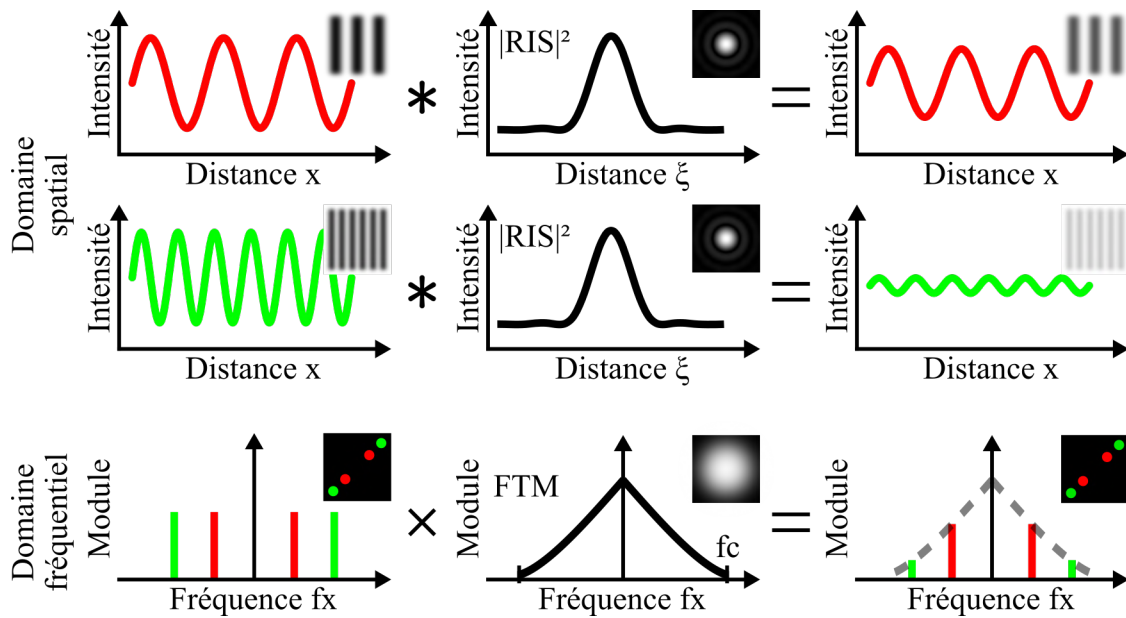 Domaine
spatial
Intensité
Distance x
*
Intensité
|RIS|²
Distance ξ
=
Intensité
Distance x
Intensité
Distance x
*
Intensité
|RIS|²
Distance ξ
=
Intensité
Distance x
Domaine
fréquentiel
Module
Fréquence fx
×
Module
FTM
fc
Fréquence fx
=
Module
Fréquence fx